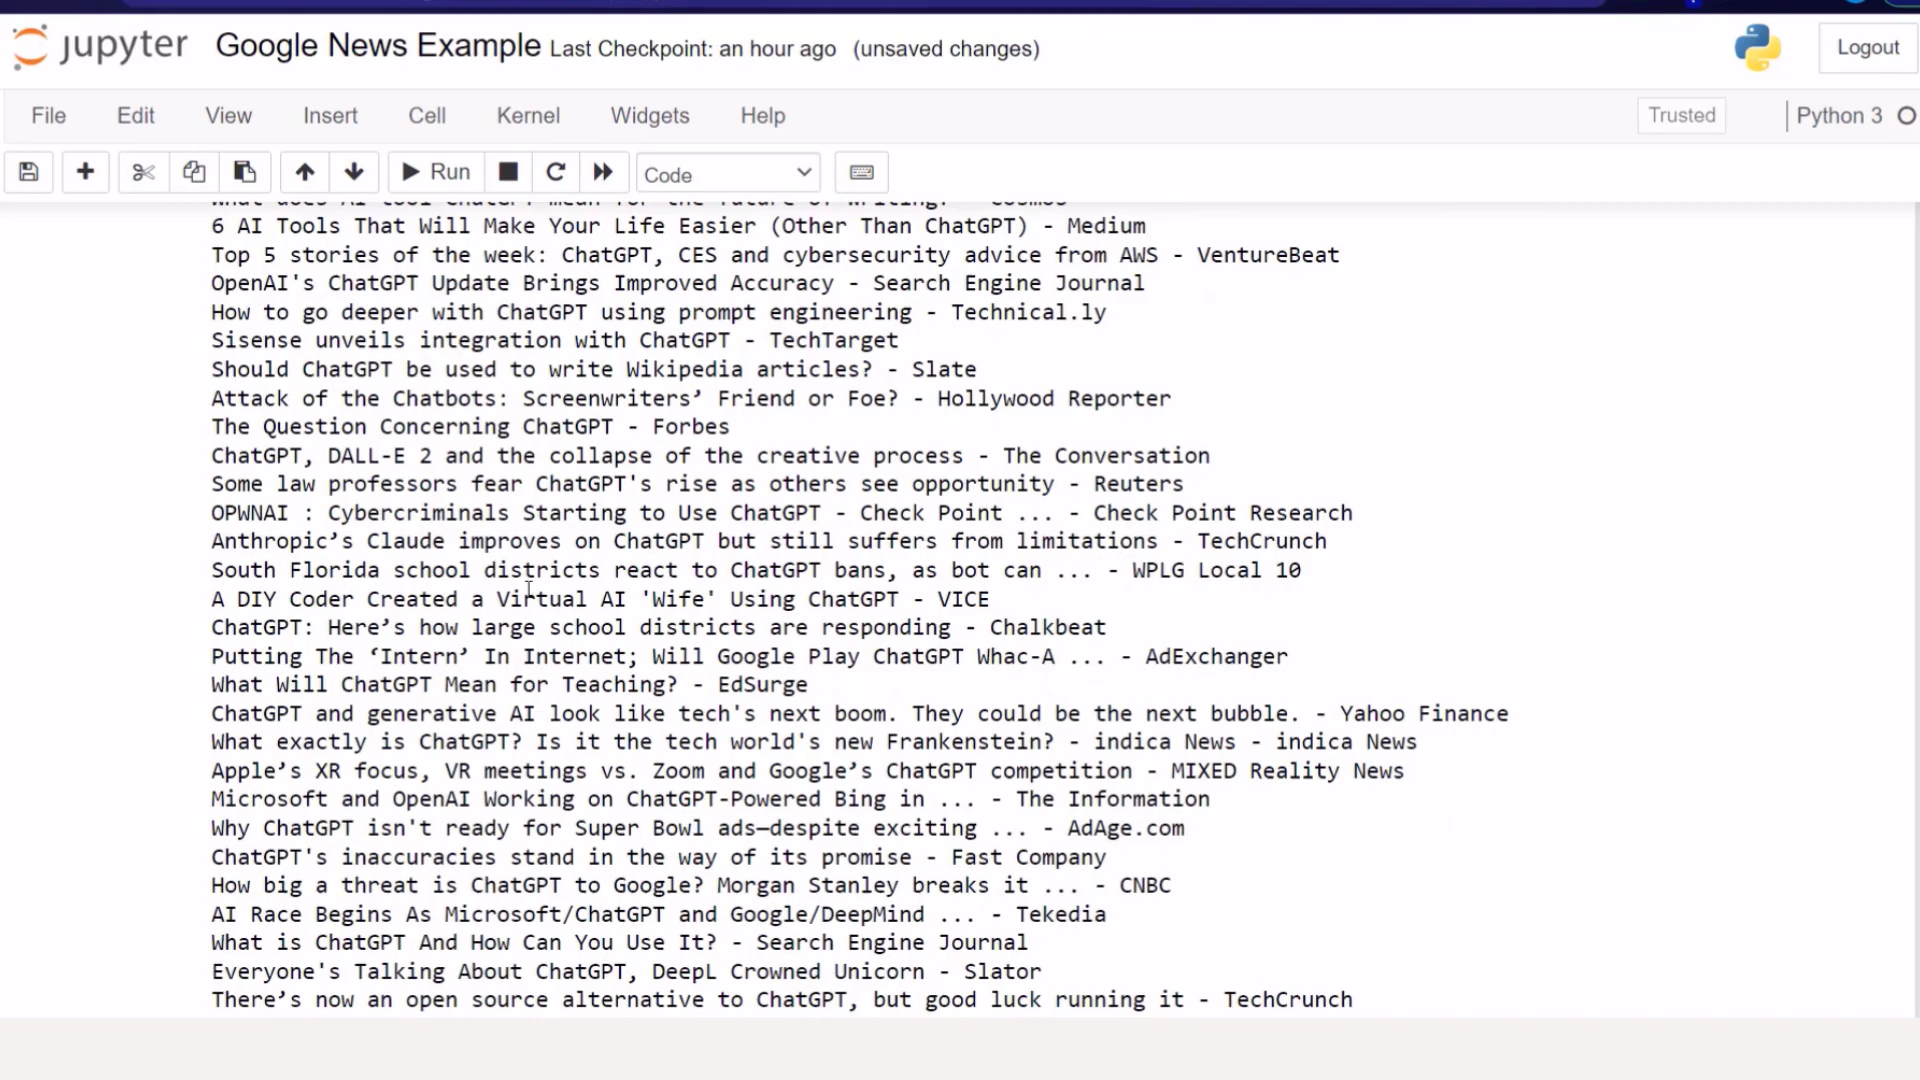 jupyter Google News Example Last Checkpoint: an hour ago (unsaved changes) Logout
File Edit View Insert Cell Kernel Widgets Help Trusted Python 3
Run Code
What does AI tool ChatGPT mean for the future of writing? - Cosmos
6 AI Tools That Will Make Your Life Easier (Other Than ChatGPT) - Medium
Top 5 stories of the week: ChatGPT, CES and cybersecurity advice from AWS - VentureBeat
OpenAI's ChatGPT Update Brings Improved Accuracy - Search Engine Journal
How to go deeper with ChatGPT using prompt engineering - Technical.ly
Sisense unveils integration with ChatGPT - TechTarget
Should ChatGPT be used to write Wikipedia articles? - Slate
Attack of the Chatbots: Screenwriters’ Friend or Foe? - Hollywood Reporter
The Question Concerning ChatGPT - Forbes
ChatGPT, DALL-E 2 and the collapse of the creative process - The Conversation
Some law professors fear ChatGPT's rise as others see opportunity - Reuters
OPWNAI : Cybercriminals Starting to Use ChatGPT - Check Point ... - Check Point Research
Anthropic’s Claude improves on ChatGPT but still suffers from limitations - TechCrunch
South Florida school districts react to ChatGPT bans, as bot can ... - WPLG Local 10
A DIY Coder Created a Virtual AI 'Wife' Using ChatGPT - VICE
ChatGPT: Here’s how large school districts are responding - Chalkbeat
Putting The ‘Intern’ In Internet; Will Google Play ChatGPT Whac-A ... - AdExchanger
What Will ChatGPT Mean for Teaching? - EdSurge
ChatGPT and generative AI look like tech's next boom. They could be the next bubble. - Yahoo Finance
What exactly is ChatGPT? Is it the tech world's new Frankenstein? - indica News - indica News
Apple’s XR focus, VR meetings vs. Zoom and Google’s ChatGPT competition - MIXED Reality News
Microsoft and OpenAI Working on ChatGPT-Powered Bing in ... - The Information
Why ChatGPT isn't ready for Super Bowl ads—despite exciting ... - AdAge.com
ChatGPT's inaccuracies stand in the way of its promise - Fast Company
How big a threat is ChatGPT to Google? Morgan Stanley breaks it ... - CNBC
AI Race Begins As Microsoft/ChatGPT and Google/DeepMind ... - Tekedia
What is ChatGPT And How Can You Use It? - Search Engine Journal
Everyone's Talking About ChatGPT, DeepL Crowned Unicorn - Slator
There’s now an open source alternative to ChatGPT, but good luck running it - TechCrunch